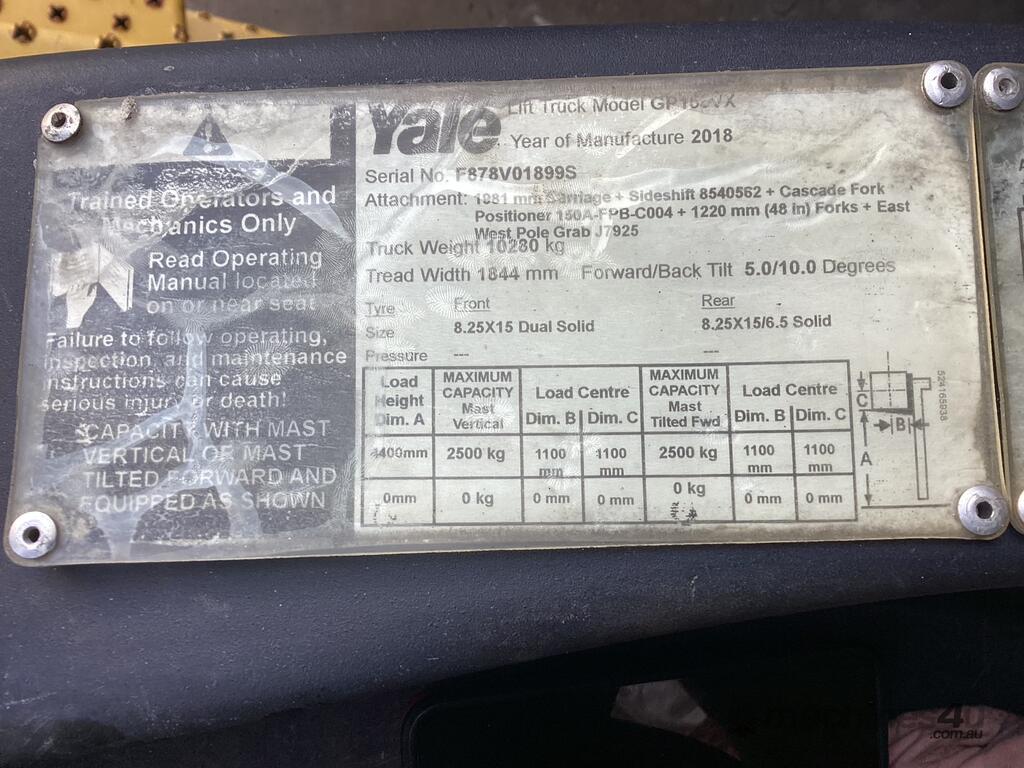 Trained Operators and
Mechanics Only
Read Operating
Manual located
on or near seat
Failure to follow operating,
inspection, and maintenance
instructions can cause
serious injury or death!
CAPACITY WITH MAST
VERTICAL OR MAST
TILTED FORWARD AND
EQUIPPED AS SHOWN
Yale
Lift Truck Model
Year of Manufacture 2018
Serial No. F878V01899S
Attachment: 1981 mm Carriage + Sideshift 8540562 + Cascade Fork
Positioner 150A-FPB-C004 + 1220 mm (48 in) Forks + East
West Pole Grab J7925
Truck Weight 10280 kg
Tread Width 1844 mm Forward/Back Tilt 5.0/10.0 Degrees
Tyre Front Rear
Size 8.25X15 Dual Solid 8.25X15/6.5 Solid
Pressure --- ---
Load Height Dim. A MAXIMUM CAPACITY Mast Vertical Load Centre Dim. B Dim. C MAXIMUM CAPACITY Mast Tilted Fwd Load Centre Dim. B Dim. C
4400mm 2500 kg 1100 mm 1100 mm 2500 kg 1100 mm 1100 mm
0mm 0 kg 0 mm 0 mm 0 kg 0 mm 0 mm
C
B
A
524165938
machines4u
.com.au